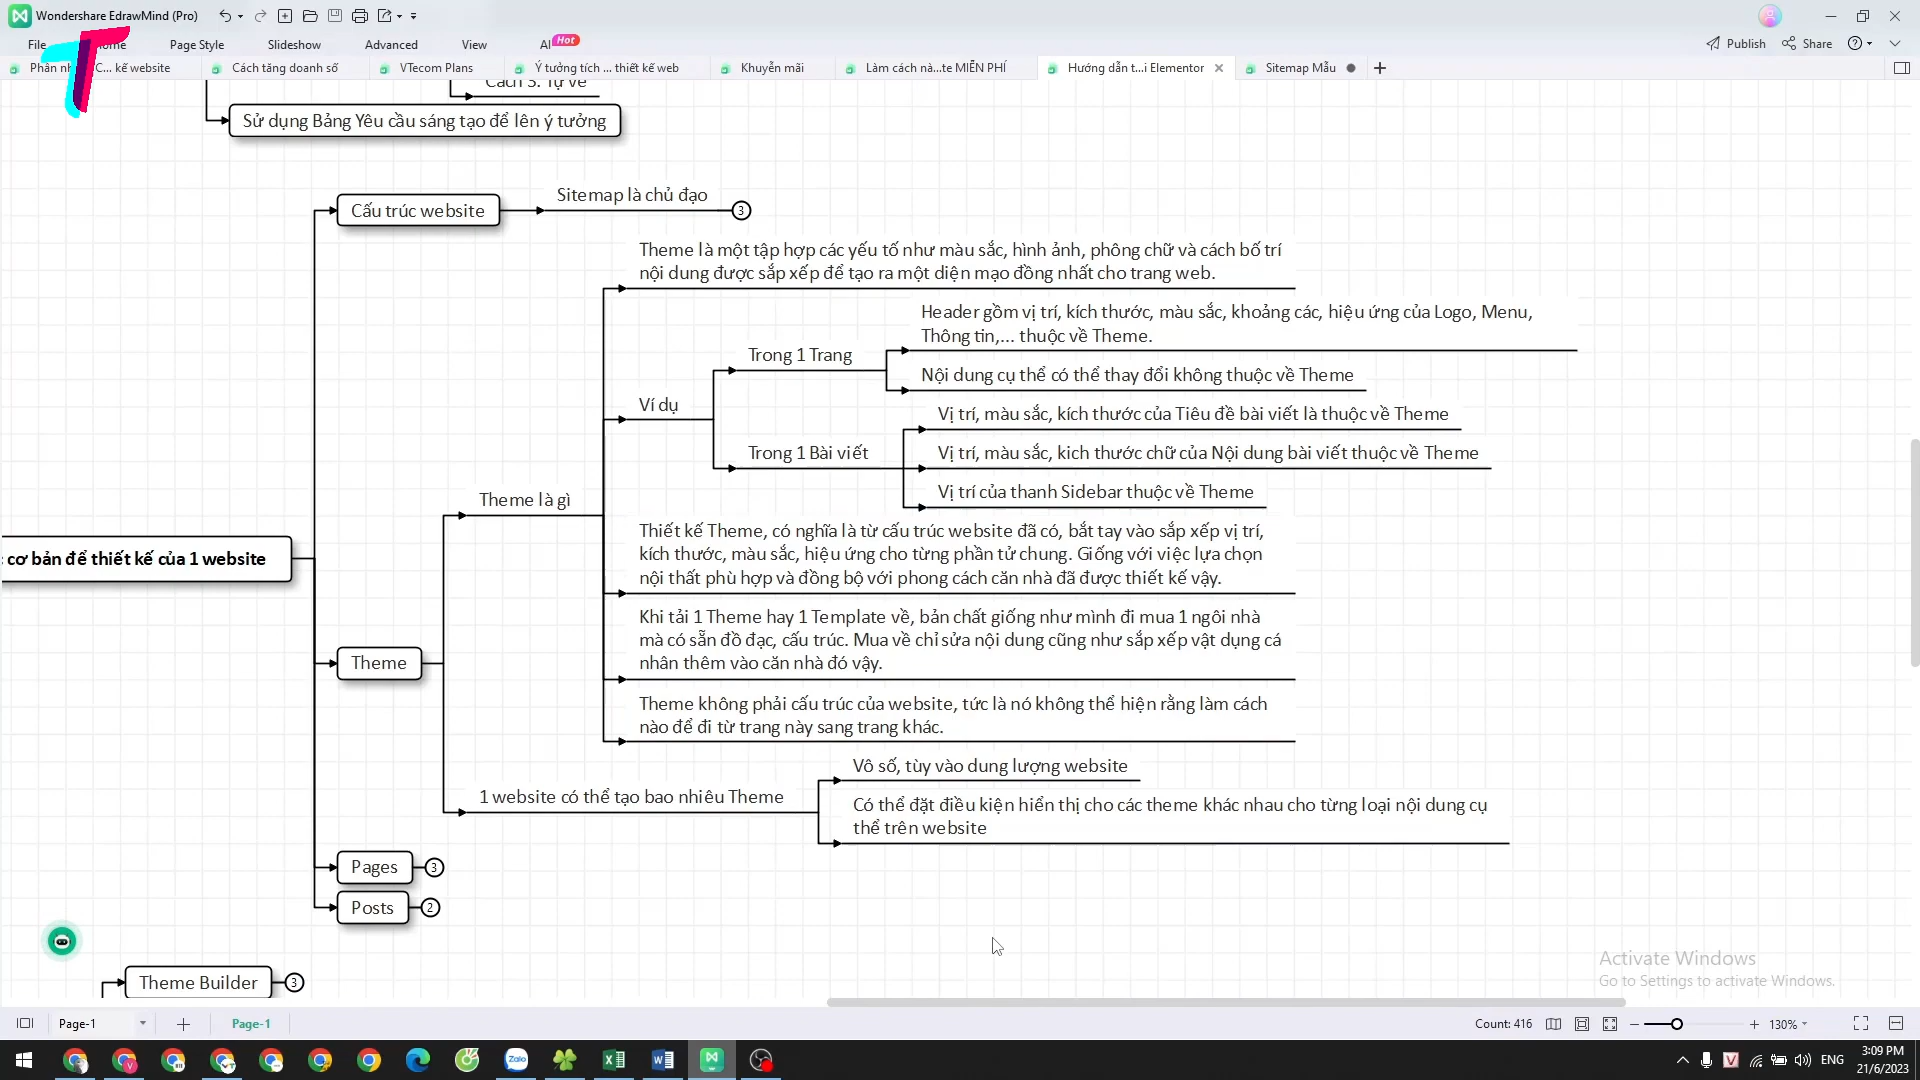 Wondershare EdrawMind (Pro)
File
Page Style
Slideshow
Advanced
View
AI
Hot
Publish
Share
kế website
Cách tăng doanh số
VTecom Plans
Ý tưởng tích ... thiết kế web
Khuyễn mãi
Làm cách nà...te MIỄN PHÍ
Hướng dẫn t...i Elementor
Sitemap Mẫu
Sử dụng Bảng Yêu cầu sáng tạo để lên ý tưởng
Cấu trúc website
Sitemap là chủ đạo
3
Theme là một tập hợp các yếu tố như màu sắc, hình ảnh, phông chữ và cách bố trí
nội dung được sắp xếp để tạo ra một diện mạo đồng nhất cho trang web.
Header gồm vị trí, kích thước, màu sắc, khoảng các, hiệu ứng của Logo, Menu,
Thông tin,... thuộc về Theme.
Trong 1 Trang
Nội dung cụ thể có thể thay đổi không thuộc về Theme
Ví dụ
Vị trí, màu sắc, kích thước của Tiêu đề bài viết là thuộc về Theme
Trong 1 Bài viết
Vị trí, màu sắc, kich thước chữ của Nội dung bài viết thuộc về Theme
Vị trí của thanh Sidebar thuộc về Theme
Theme là gì
Thiết kế Theme, có nghĩa là từ cấu trúc website đã có, bắt tay vào sắp xếp vị trí,
kích thước, màu sắc, hiệu ứng cho từng phần tử chung. Giống với việc lựa chọn
nội thất phù hợp và đồng bộ với phong cách căn nhà đã được thiết kế vậy.
cơ bản để thiết kế của 1 website
Khi tải 1 Theme hay 1 Template về, bản chất giống như mình đi mua 1 ngôi nhà
mà có sẵn đồ đạc, cấu trúc. Mua về chỉ sửa nội dung cũng như sắp xếp vật dụng cá
nhân thêm vào căn nhà đó vậy.
Theme
Theme không phải cấu trúc của website, tức là nó không thể hiện rằng làm cách
nào để đi từ trang này sang trang khác.
Vô số, tùy vào dung lượng website
1 website có thể tạo bao nhiêu Theme
Có thể đặt điều kiện hiển thị cho các theme khác nhau cho từng loại nội dung cụ
thể trên website
Pages
3
Posts
2
Theme Builder
3
Activate Windows
Go to Settings to activate Windows.
Page-1
Page-1
Count: 416
130%
Zalo
ENG
3:09 PM
21/6/2023